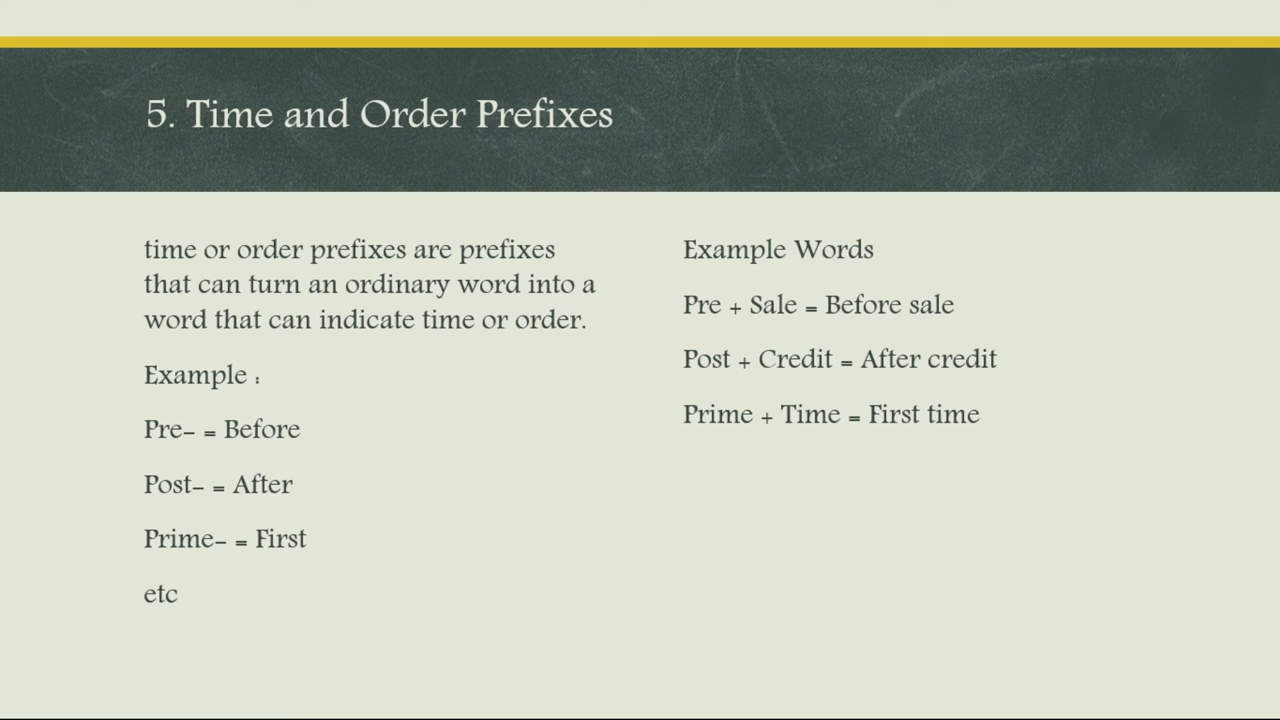 5. Time and Order Prefixes
time or order prefixes are prefixes
that can turn an ordinary word into a
word that can indicate time or order.
Example :
Pre- = Before
Post- = After
Prime- = First
etc
Example Words
Pre + Sale = Before sale
Post + Credit = After credit
Prime + Time = First time